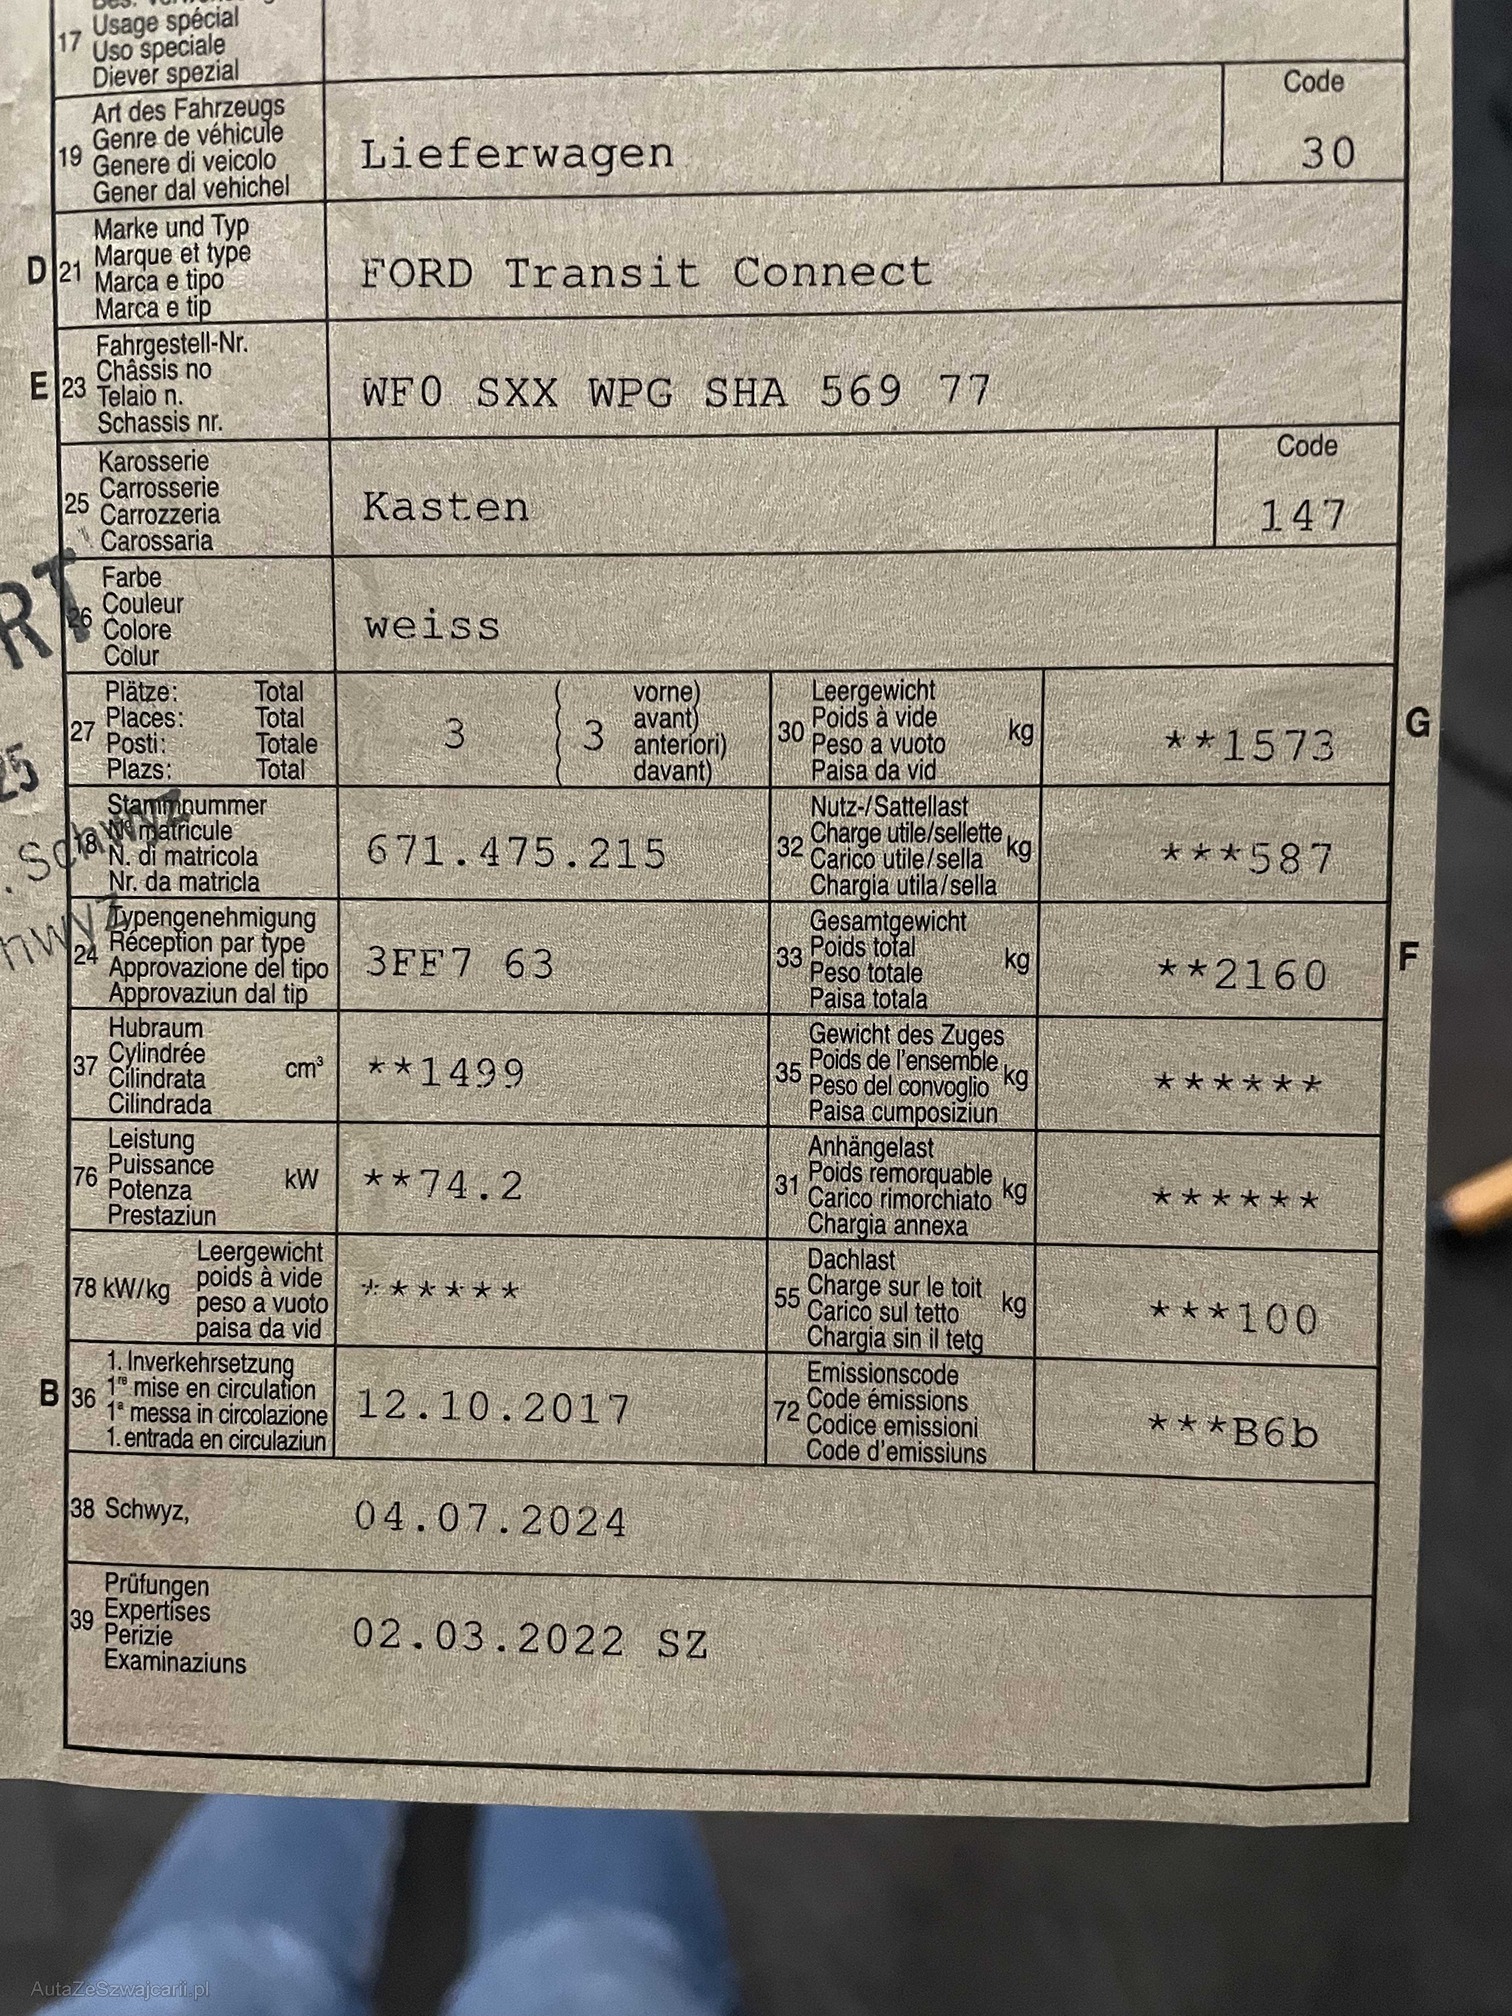 17 Usage spécial
Uso speciale
Diever spezial
19 Art des Fahrzeugs
Genre de véhicule
Genere di veicolo
Gener dal vehichel
Lieferwagen
Code
30
D 21 Marke und Typ
Marque et type
Marca e tipo
Marca e tip
FORD Transit Connect
E 23 Fahrgestell-Nr.
Châssis no
Telaio n.
Schassis nr.
WF0 SXX WPG SHA 569 77
25 Karosserie
Carrosserie
Carrozzeria
Carossaria
Kasten
Code
147
26 Farbe
Couleur
Colore
Colur
weiss
27 Plätze: Total
Places: Total
Posti: Totale
Plazs: Total
3 ( 3 vorne)
( avant)
( anteriori)
( davant)
30 Leergewicht
Poids à vide kg
Peso a vuoto
Paisa da vid
**1573
G
18 Stammnummer
No matricule
N. di matricola
Nr. da matricla
671.475.215
32 Nutz-/Sattellast
Charge utile/sellette kg
Carico utile/sella
Chargia utila/sella
***587
24 Typengenehmigung
Réception par type
Approvazione del tipo
Approvaziun dal tip
3FF7 63
33 Gesamtgewicht
Poids total kg
Peso totale
Paisa totala
**2160
F
37 Hubraum
Cylindrée cm³
Cilindrata
Cilindrada
**1499
35 Gewicht des Zuges
Poids de l'ensemble kg
Peso del convoglio
Paisa cumposiziun
******
76 Leistung
Puissance kW
Potenza
Prestaziun
**74.2
31 Anhängelast
Poids remorquable kg
Carico rimorchiato
Chargia annexa
******
78 kW/kg Leergewicht
poids à vide
peso a vuoto
paisa da vid
******
55 Dachlast
Charge sur le toit kg
Carico sul tetto
Chargia sin il tetg
***100
B 36 1. Inverkehrsetzung
1re mise en circulation
1a messa in circolazione
1. entrada en circulaziun
12.10.2017
72 Emissionscode
Code émissions
Codice emissioni
Code d'emissiuns
***B6b
38 Schwyz, 04.07.2024
39 Prüfungen
Expertises
Perizie
Examinaziuns
02.03.2022 SZ
RT
25
. Schwyz
hwyz
AutaZeSzwajcarii.pl